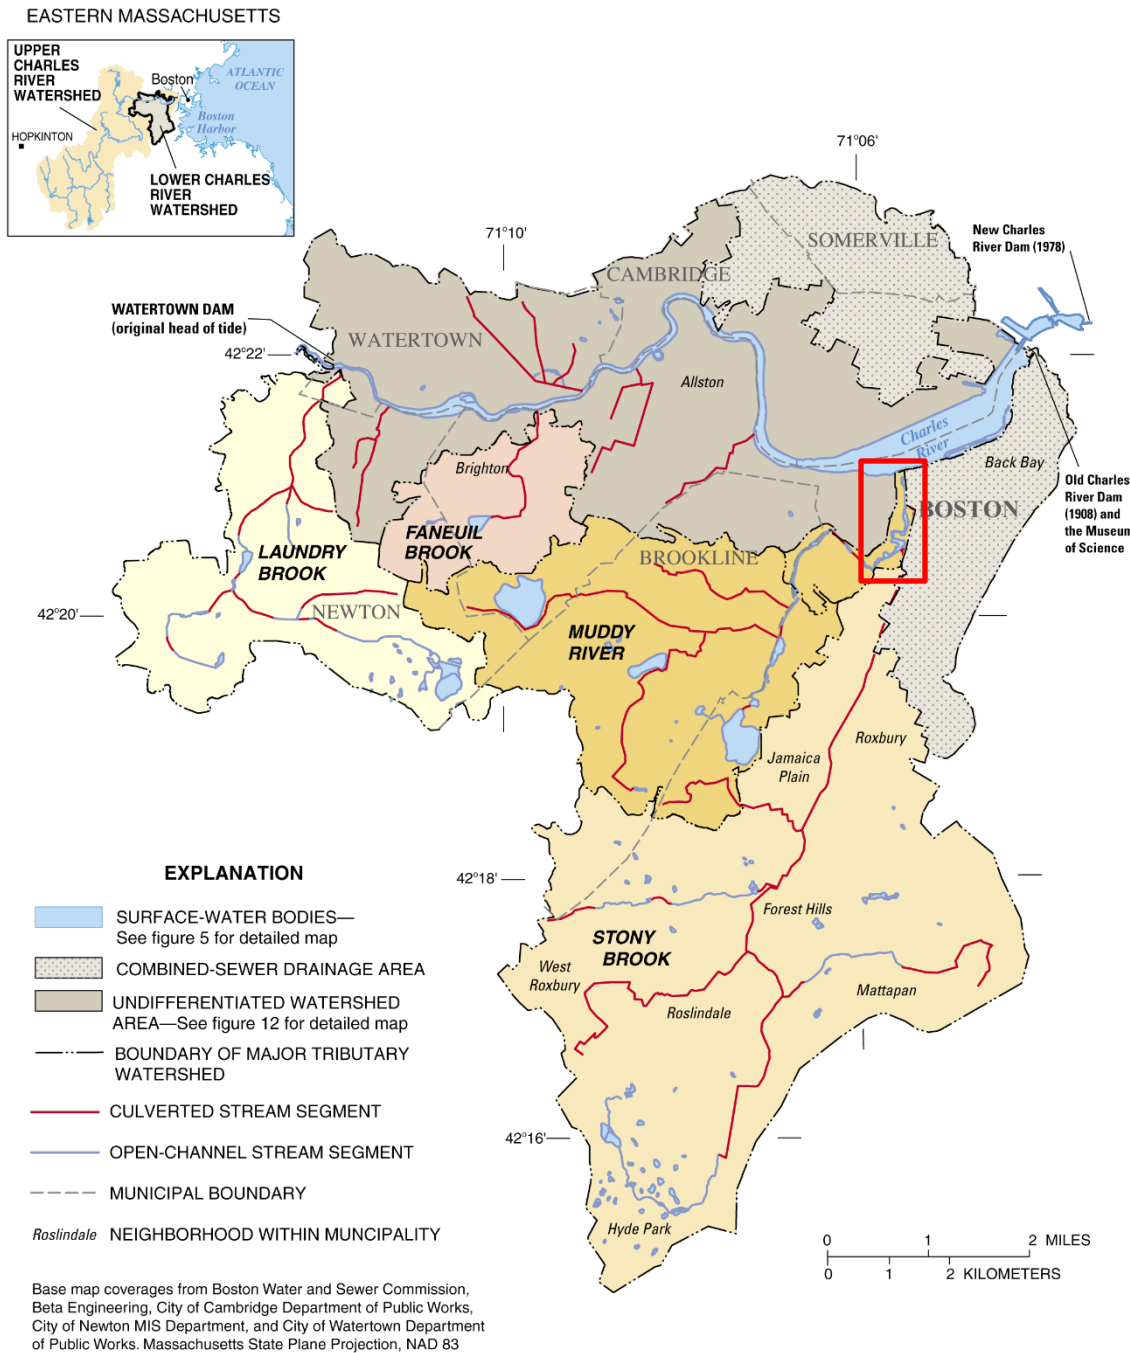 EASTERN MASSACHUSETTS
UPPER
CHARLES
RIVER
WATERSHED
Boston
ATLANTIC
OCEAN
Boston
Harbor
HOPKINTON
LOWER CHARLES
RIVER
WATERSHED
71°06'
71°10'
SOMERVILLE
New Charles
River Dam (1978)
CAMBRIDGE
WATERTOWN DAM
(original head of tide)
WATERTOWN
42°22'
Allston
Charles
River
Back Bay
Brighton
Old Charles
River Dam
(1908) and
the Museun
of Science
BOSTON
FANEUIL
BROOK
LAUNDRY
BROOK
BROOKLINE
42°20'
NEWTON
MUDDY
RIVER
Roxbury
Jamaica
Plain
EXPLANATION
42°18'
SURFACE-WATER BODIES—
See figure 5 for detailed map
Forest Hills
STONY
BROOK
COMBINED-SEWER DRAINAGE AREA
West
Roxbury
Mattapan
UNDIFFERENTIATED WATERSHED
AREA—See figure 12 for detailed map
Roslindale
BOUNDARY OF MAJOR TRIBUTARY
WATERSHED
CULVERTED STREAM SEGMENT
42°16'
OPEN-CHANNEL STREAM SEGMENT
MUNICIPAL BOUNDARY
Roslindale NEIGHBORHOOD WITHIN MUNCIPALITY
Hyde Park
0 1 2 MILES
0 1 2 KILOMETERS
Base map coverages from Boston Water and Sewer Commission,
Beta Engineering, City of Cambridge Department of Public Works,
City of Newton MIS Department, and City of Watertown Department
of Public Works. Massachusetts State Plane Projection, NAD 83